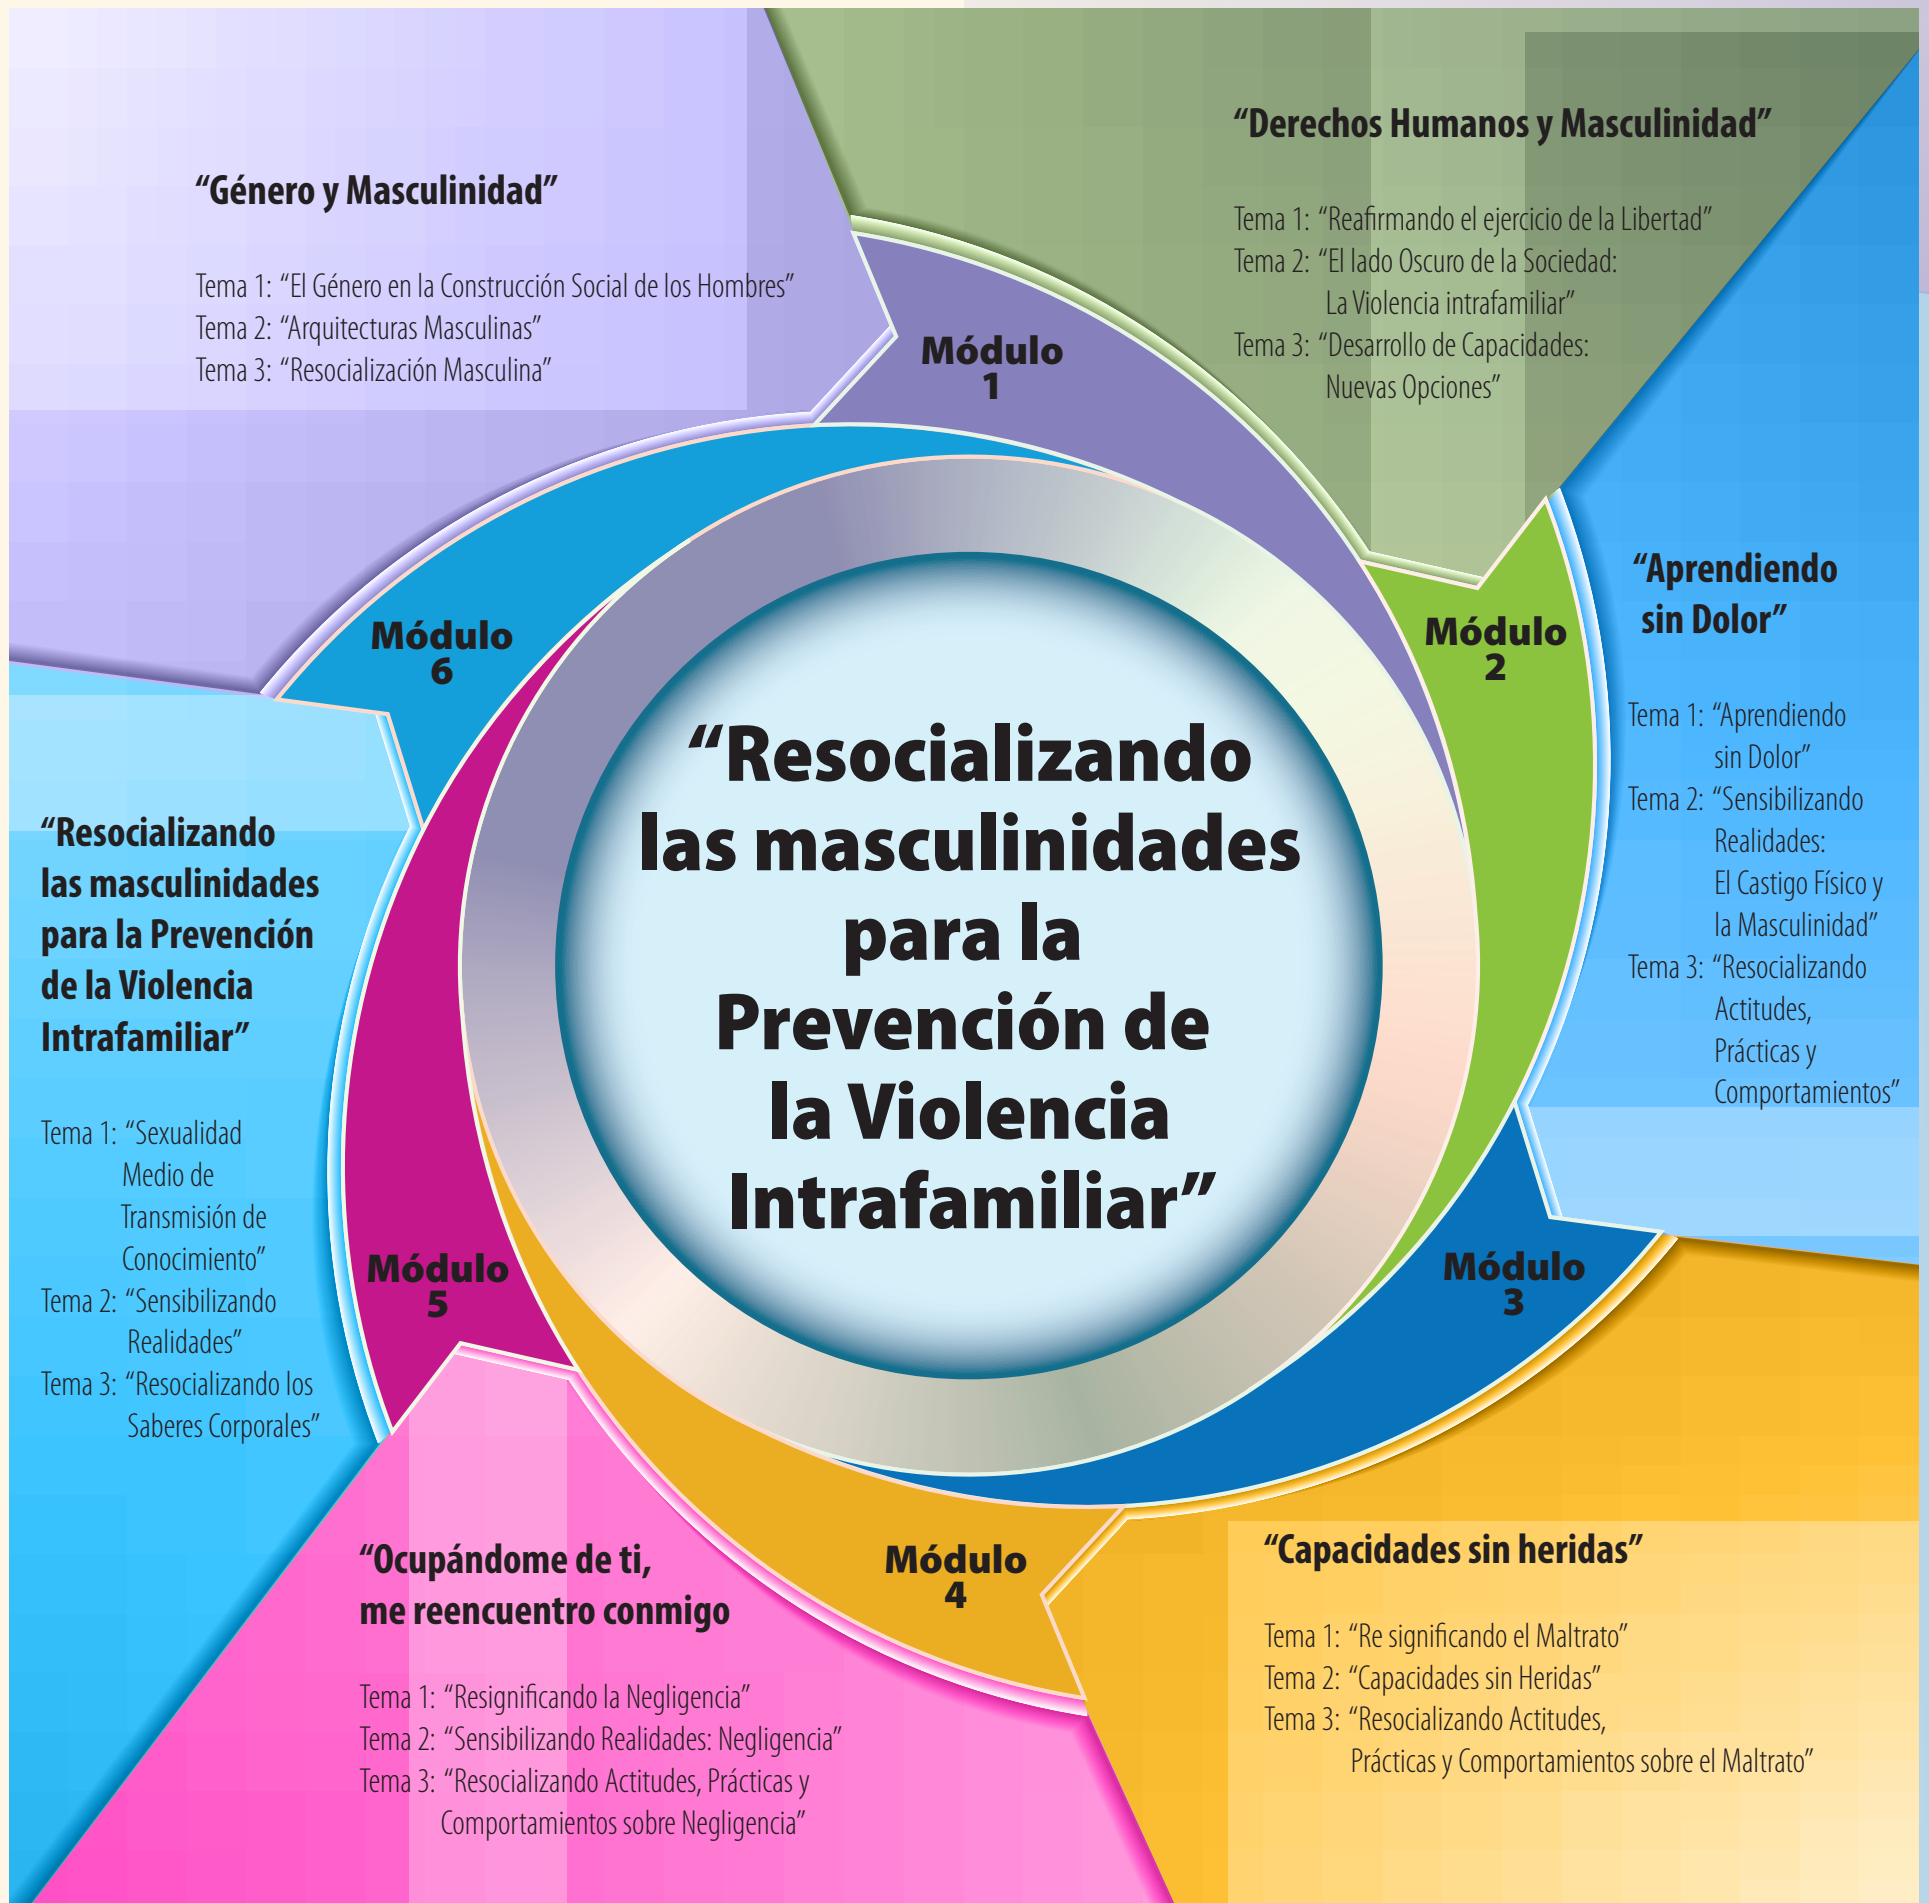 “Género y Masculinidad”
Tema 1: “El Género en la Construcción Social de los Hombres”
Tema 2: “Arquitecturas Masculinas”
Tema 3: “Resocialización Masculina”
Módulo
1
“Derechos Humanos y Masculinidad”
Tema 1: “Reafirmando el ejercicio de la Libertad”
Tema 2: “El lado Oscuro de la Sociedad:
La Violencia intrafamiliar”
Tema 3: “Desarrollo de Capacidades:
Nuevas Opciones”
Módulo
2
“Aprendiendo
sin Dolor”
Tema 1: “Aprendiendo
sin Dolor”
Tema 2: “Sensibilizando
Realidades:
El Castigo Físico y
la Masculinidad”
Tema 3: “Resocializando
Actitudes,
Prácticas y
Comportamientos”
Módulo
3
“Capacidades sin heridas”
Tema 1: “Re significando el Maltrato”
Tema 2: “Capacidades sin Heridas”
Tema 3: “Resocializando Actitudes,
Prácticas y Comportamientos sobre el Maltrato”
Módulo
4
“Ocupándome de ti,
me reencuentro conmigo
Tema 1: “Resignificando la Negligencia”
Tema 2: “Sensibilizando Realidades: Negligencia”
Tema 3: “Resocializando Actitudes, Prácticas y
Comportamientos sobre Negligencia”
Módulo
5
“Resocializando
las masculinidades
para la Prevención
de la Violencia
Intrafamiliar”
Tema 1: “Sexualidad
Medio de
Transmisión de
Conocimiento”
Tema 2: “Sensibilizando
Realidades”
Tema 3: “Resocializando los
Saberes Corporales”
Módulo
6
“Resocializando
las masculinidades
para la
Prevención de
la Violencia
Intrafamiliar”